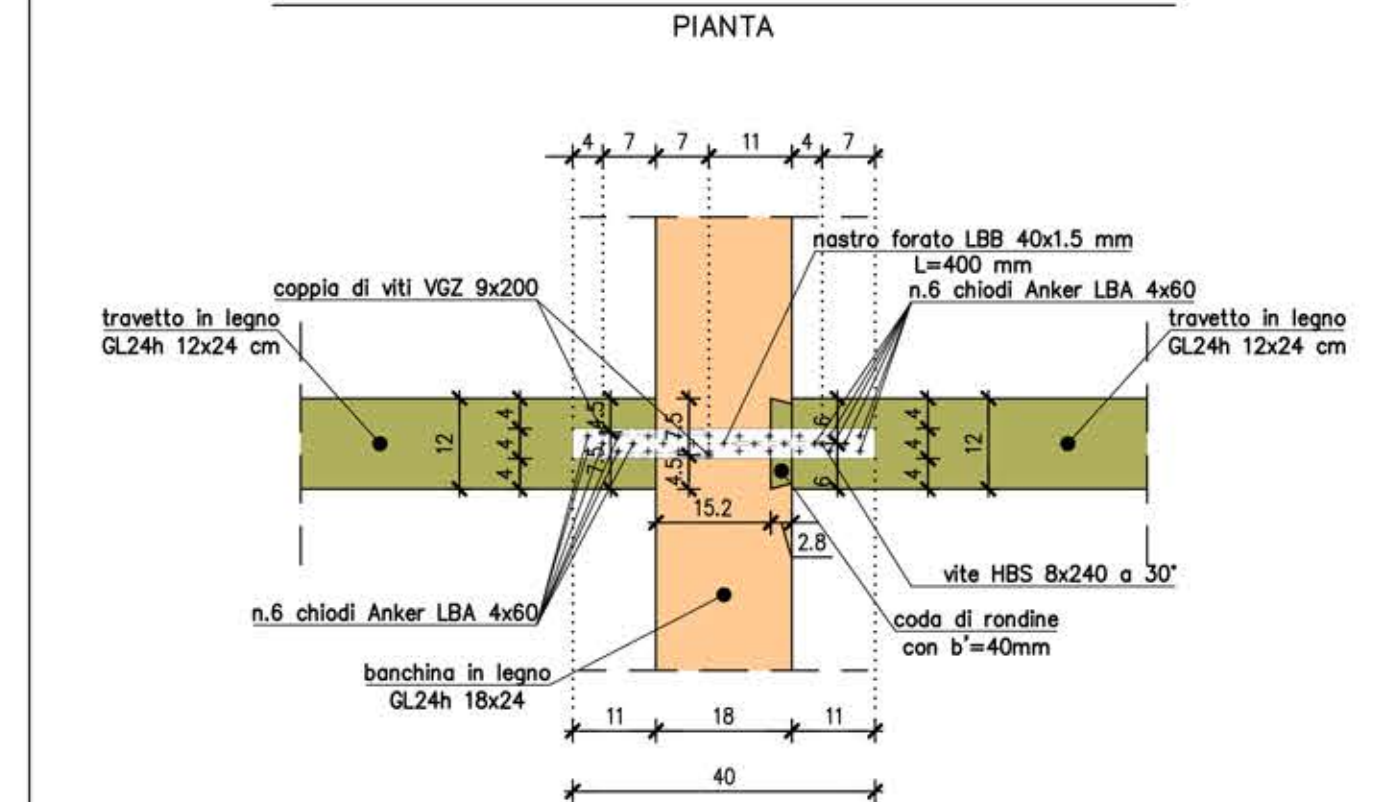 PIANTA
4 7 7 11 4 7
nastro forato LBB 40x1.5 mm
L=400 mm
coppia di viti VGZ 9x200
n.6 chiodi Anker LBA 4x60
travetto in legno
GL24h 12x24 cm
travetto in legno
GL24h 12x24 cm
12
4
4
4
4.5
7.5
7.5
4.5
6
6
4
4
4
12
15.2
2.8
vite HBS 8x240 a 30°
n.6 chiodi Anker LBA 4x60
coda di rondine
con b'=40mm
banchina in legno
GL24h 18x24
11 18 11
40